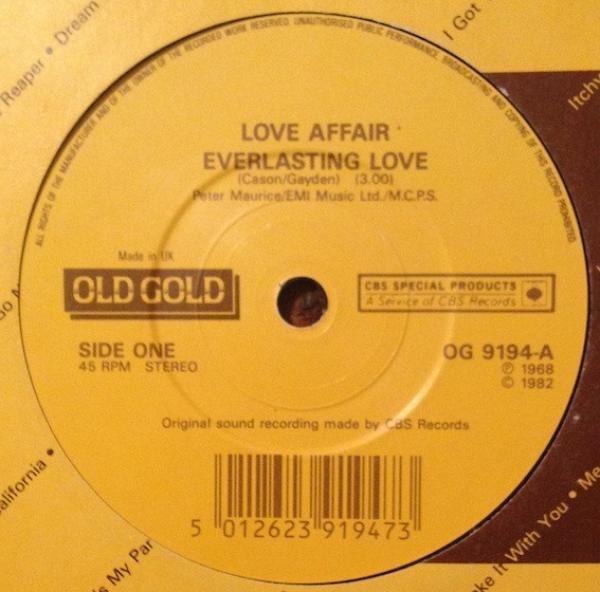 ALL RIGHTS OF THE MANUFACTURER AND OF THE OWNER OF THE RECORDED WORK RESERVED. UNAUTHORISED PUBLIC PERFORMANCE, BROADCASTING AND COPYING OF THIS RECORD PROHIBITED
Reaper • Dream
I Got
Itchy
LOVE AFFAIR
EVERLASTING LOVE
(Cason/Gayden) (3.00)
Peter Maurice/EMI Music Ltd./M.C.P.S.
Made in UK
OLD GOLD
CBS SPECIAL PRODUCTS
A Service of CBS Records
SIDE ONE
45 RPM STEREO
OG 9194-A
℗ 1968
© 1982
Original sound recording made by CBS Records
5 012623 919473
alifornia •
's My Par
ke It With You • Me